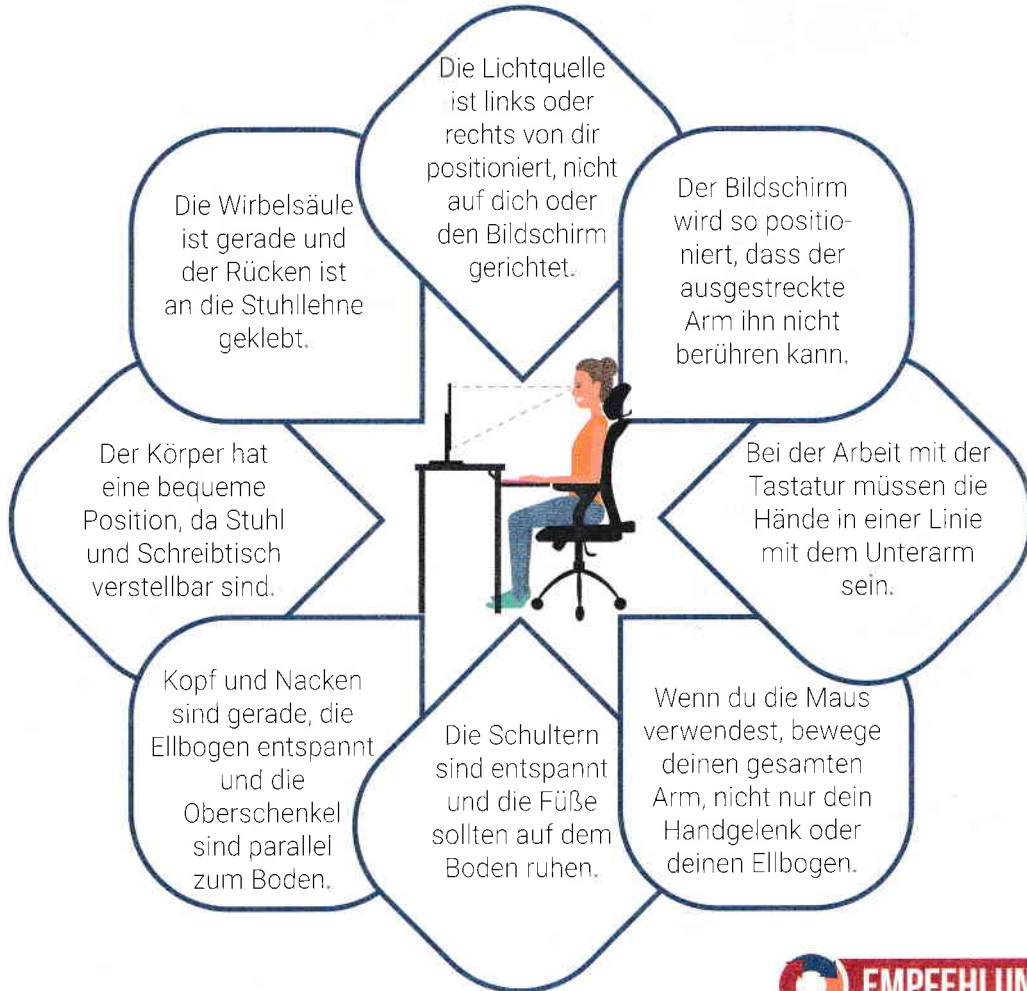 Die Lichtquelle
ist links oder
rechts von dir
positioniert, nicht
auf dich oder
den Bildschirm
gerichtet.
Der Bildschirm
wird so positio-
niert, dass der
ausgestreckte
Arm ihn nicht
berühren kann.
Bei der Arbeit mit der
Tastatur müssen die
Hände in einer Linie
mit dem Unterarm
sein.
Wenn du die Maus
verwendest, bewege
deinen gesamten
Arm, nicht nur dein
Handgelenk oder
deinen Ellbogen.
Die Schultern
sind entspannt
und die Füße
sollten auf dem
Boden ruhen.
Kopf und Nacken
sind gerade, die
Ellbogen entspannt
und die
Oberschenkel
sind parallel
zum Boden.
Der Körper hat
eine bequeme
Position, da Stuhl
und Schreibtisch
verstellbar sind.
Die Wirbelsäule
ist gerade und
der Rücken ist
an die Stuhllehne
geklebt.